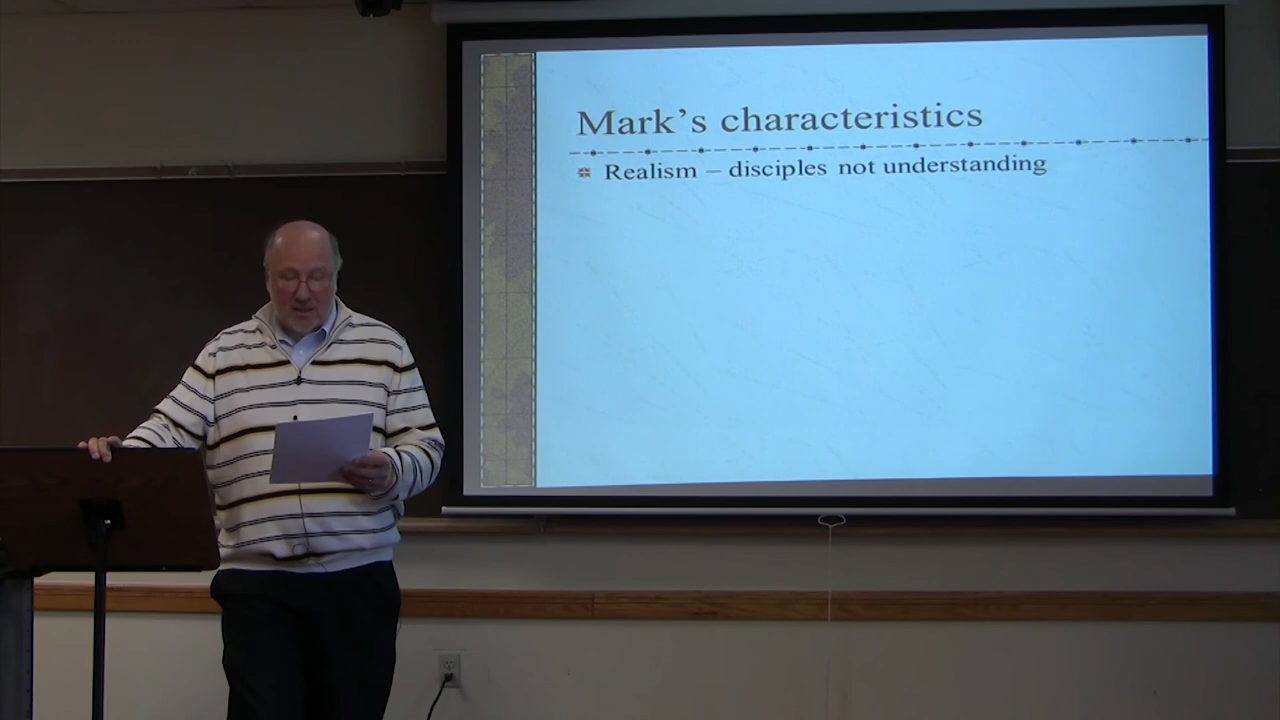 Mark's characteristics
Realism – disciples not understanding